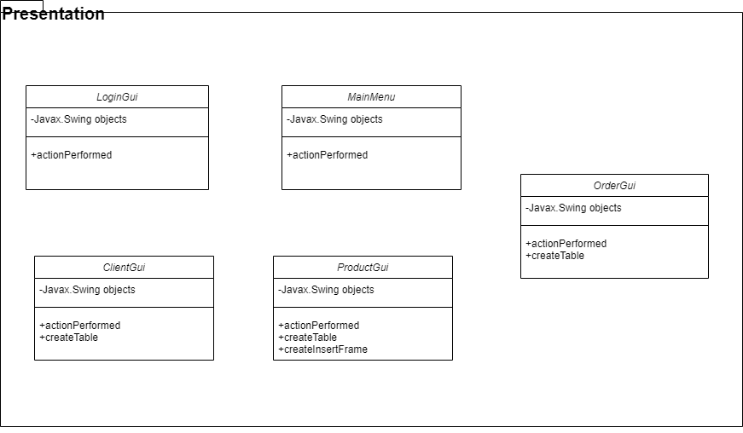 Presentation
LoginGui
-Javax.Swing objects
+actionPerformed
MainMenu
-Javax.Swing objects
+actionPerformed
OrderGui
-Javax.Swing objects
+actionPerformed
+createTable
ClientGui
-Javax.Swing objects
+actionPerformed
+createTable
ProductGui
-Javax.Swing objects
+actionPerformed
+createTable
+createInsertFrame